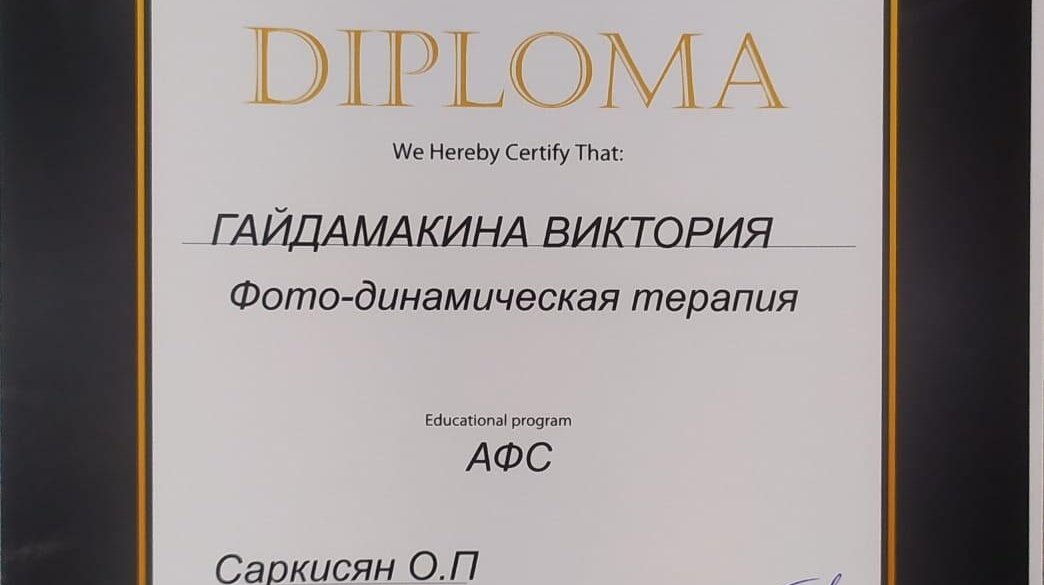 DIPLOMA
We Hereby Certify That:
ГАЙДАМАКИНА ВИКТОРИЯ
Фото-динамическая терапия
Educational program
АФС
Саркисян О.П